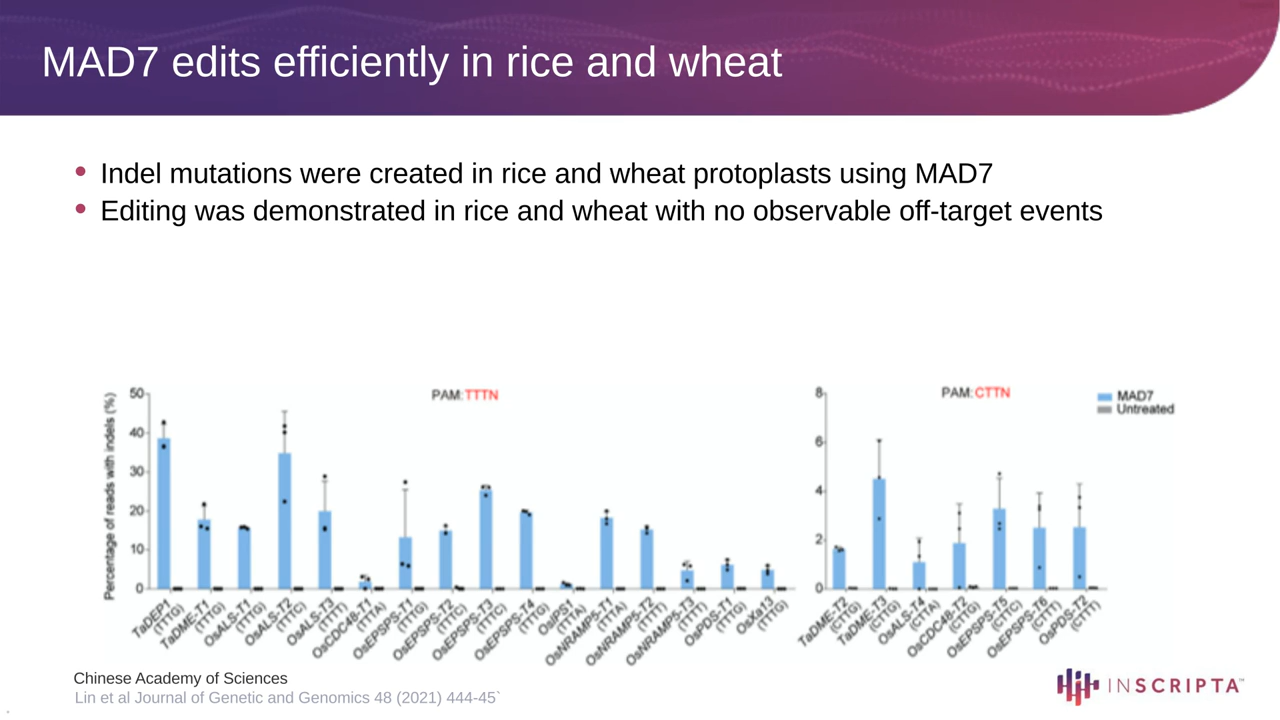 MAD7 edits efficiently in rice and wheat
• Indel mutations were created in rice and wheat protoplasts using MAD7
• Editing was demonstrated in rice and wheat with no observable off-target events
Percentage of reads with indels (%)
50
40
30
20
10
0
PAM:TTTN
TaDEP1 (TTTG)
TaDME-T1 (TTTG)
OsALS-T1 (TTTG)
OsALS-T2 (TTTC)
OsALS-T3 (TTTT)
OsCDC48-T1 (TTTA)
OsEPSPS-T1 (TTTG)
OsEPSPS-T2 (TTTC)
OsEPSPS-T3 (TTTC)
OsEPSPS-T4 (TTTG)
OsIPS1 (TTTA)
OsNRAMP5-T1 (TTTA)
OsNRAMP5-T2 (TTTT)
OsNRAMP5-T3 (TTTT)
OsPDS-T1 (TTTG)
OsXa13 (TTTG)
8
6
4
2
0
PAM:CTTN
MAD7
Untreated
TaDME-T2 (CTTG)
TaDME-T3 (CTTG)
OsALS-T4 (CTTA)
OsCDC48-T2 (CTTG)
OsEPSPS-T5 (CTTC)
OsEPSPS-T6 (CTTT)
OsPDS-T2 (CTTT)
Chinese Academy of Sciences
Lin et al Journal of Genetic and Genomics 48 (2021) 444-45`
INSCRIPTA™